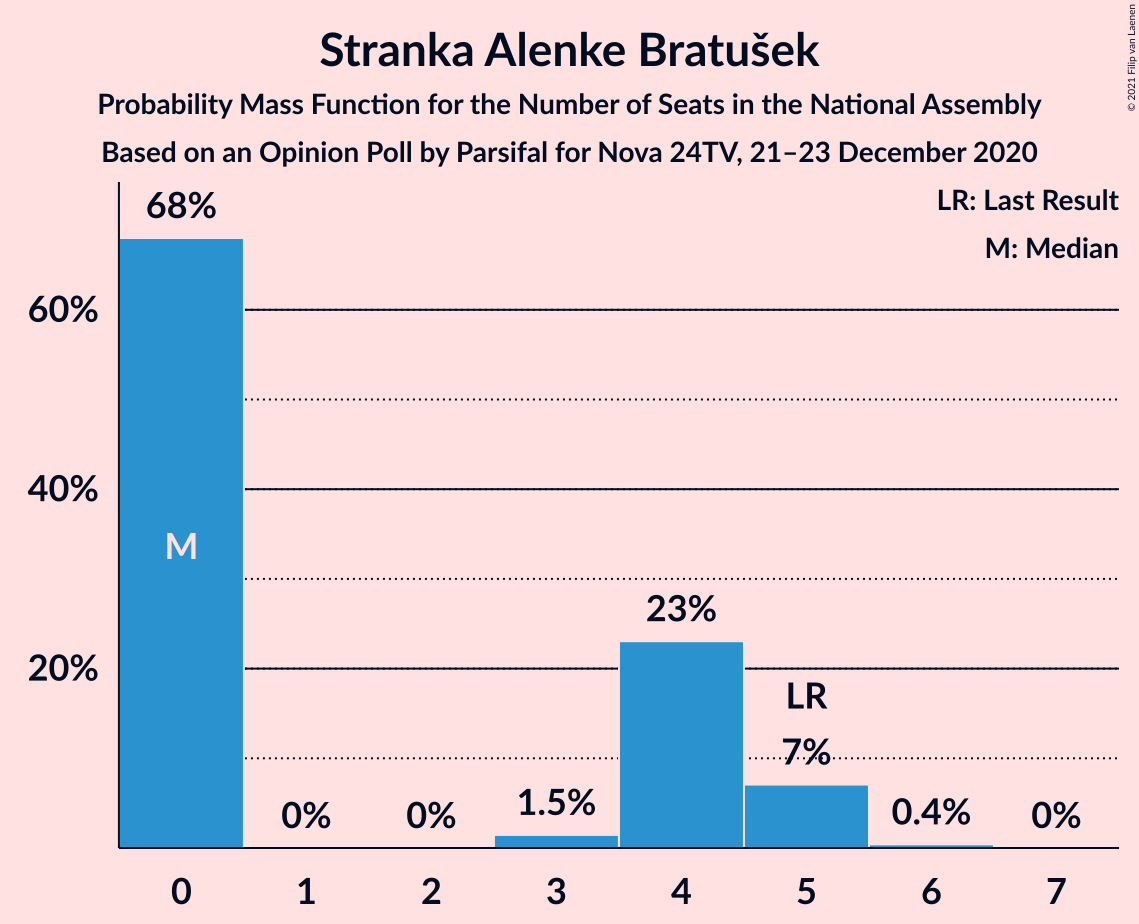 Stranka Alenke Bratušek
Probability Mass Function for the Number of Seats in the National Assembly
Based on an Opinion Poll by Parsifal for Nova 24TV, 21–23 December 2020
© 2021 Filip van Laenen
LR: Last Result
M: Median
68%
60%
40%
20%
M
0%
0%
1.5%
23%
LR
7%
0.4%
0%
0 1 2 3 4 5 6 7